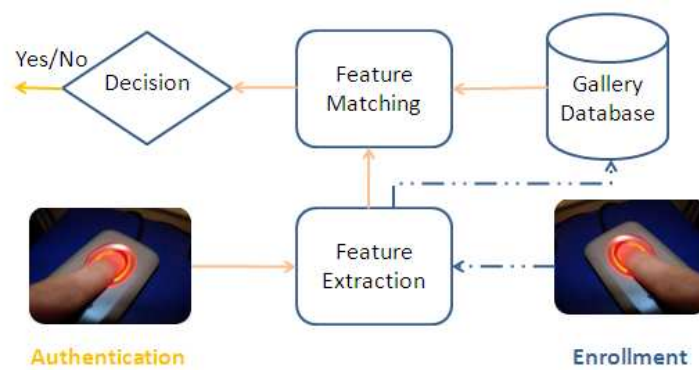 Yes/No
Decision
Feature
Matching
Gallery
Database
Feature
Extraction
Authentication
Enrollment